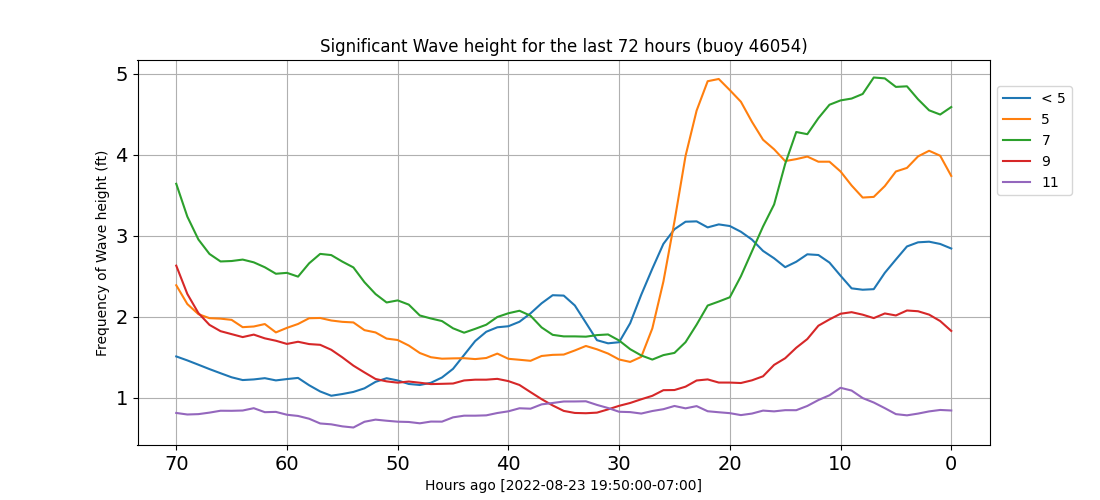 Significant Wave height for the last 72 hours (buoy 46054)
Frequency of Wave height (ft)
5
4
3
2
1
70 60 50 40 30 20 10 0
Hours ago [2022-08-23 19:50:00-07:00]
< 5
5
7
9
11